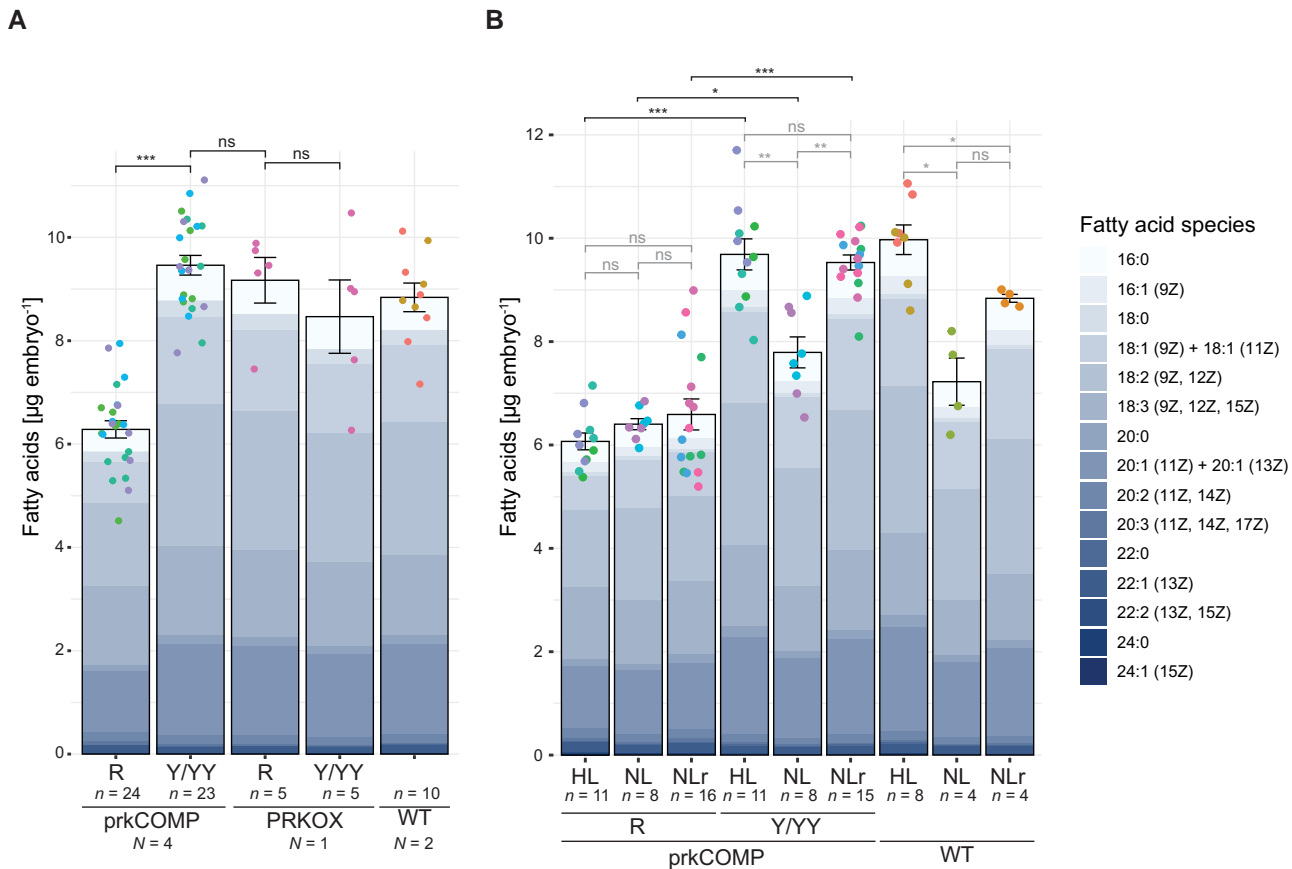 A
B
Fatty acids [µg embryo⁻¹]
0
2
4
6
8
10
***
ns
ns
R
Y/YY
R
Y/YY
n = 24
n = 23
n = 5
n = 5
n = 10
prkCOMP
PRKOX
WT
N = 4
N = 1
N = 2
Fatty acids [µg embryo⁻¹]
0
2
4
6
8
10
12
***
*
***
ns
**
**
*
*
ns
ns
ns
ns
HL
NL
NLr
HL
NL
NLr
HL
NL
NLr
n = 11
n = 8
n = 16
n = 11
n = 8
n = 15
n = 8
n = 4
n = 4
R
Y/YY
prkCOMP
WT
Fatty acid species
16:0
16:1 (9Z)
18:0
18:1 (9Z) + 18:1 (11Z)
18:2 (9Z, 12Z)
18:3 (9Z, 12Z, 15Z)
20:0
20:1 (11Z) + 20:1 (13Z)
20:2 (11Z, 14Z)
20:3 (11Z, 14Z, 17Z)
22:0
22:1 (13Z)
22:2 (13Z, 15Z)
24:0
24:1 (15Z)